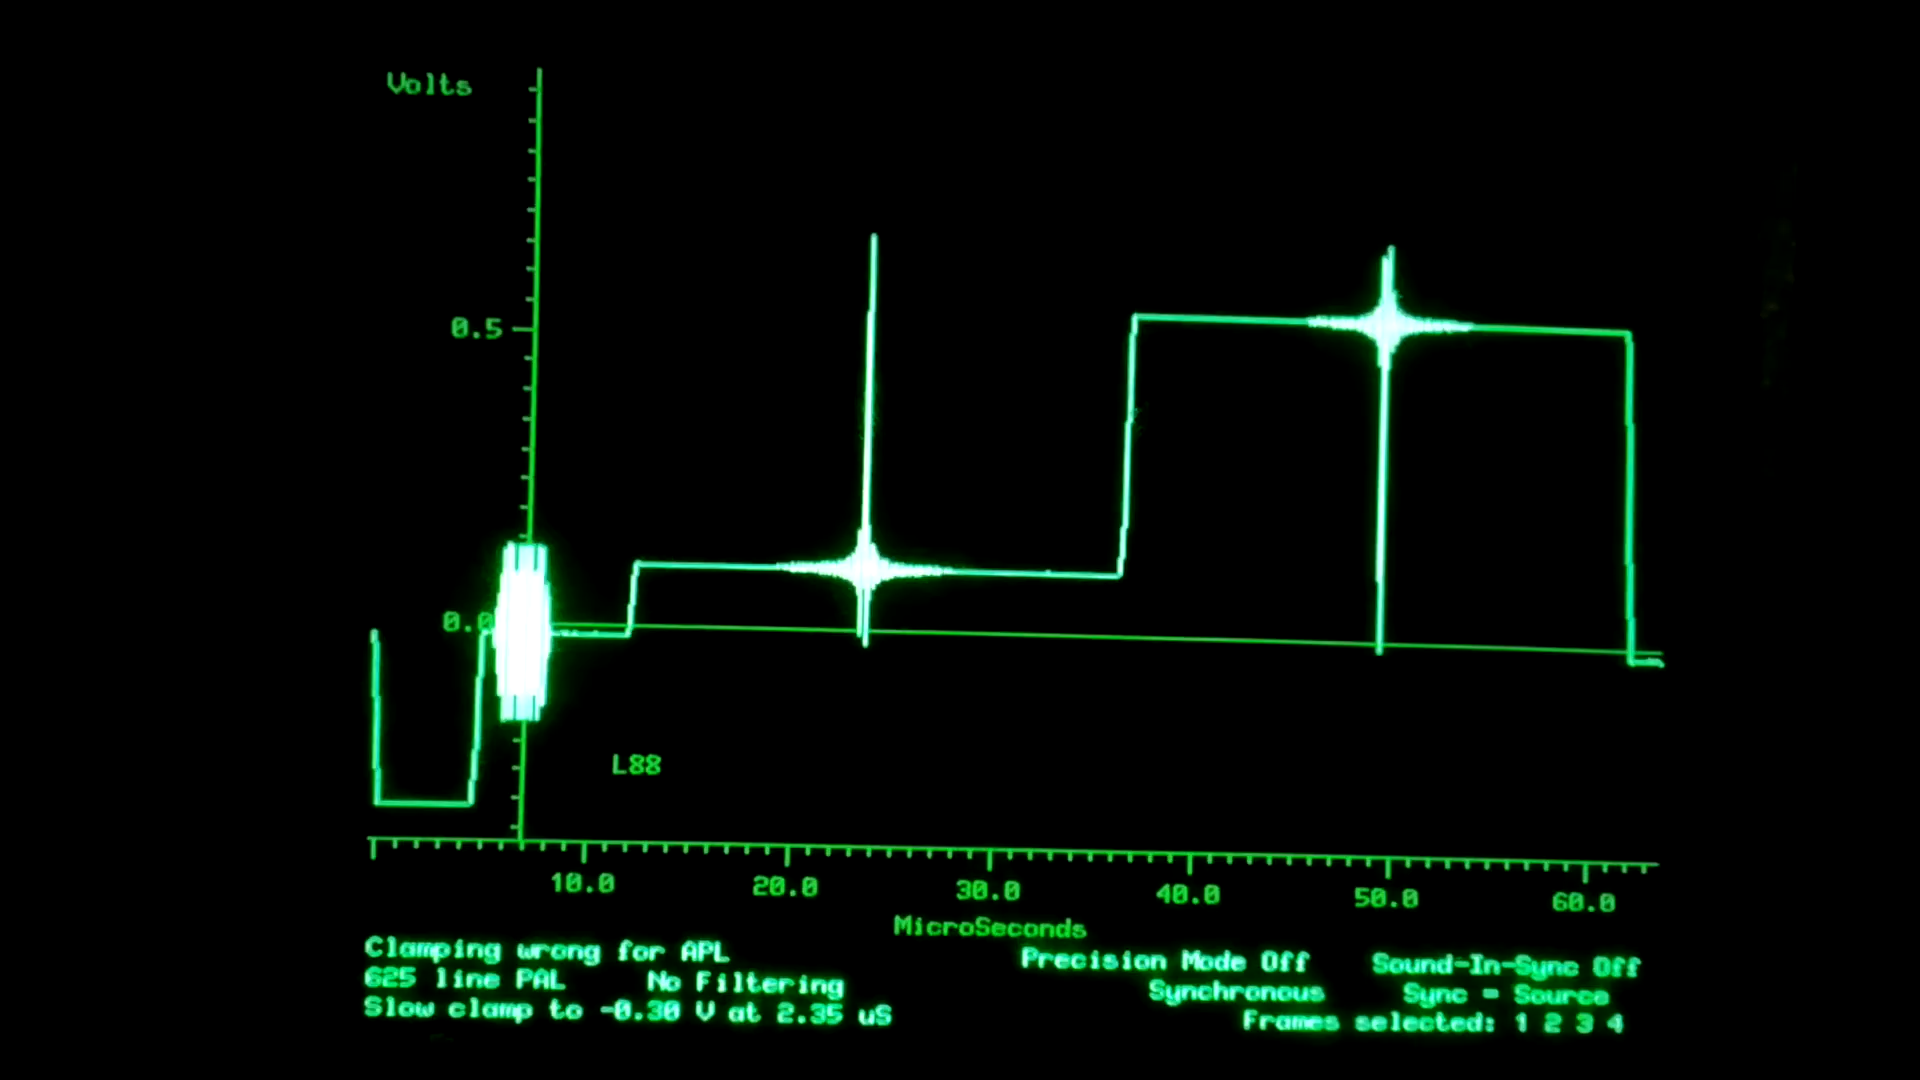 Volts
0.5
0.0
L88
10.0 20.0 30.0 40.0 50.0 60.0
MicroSeconds
Clamping wrong for APL
625 line PAL No Filtering
Slow clamp to -0.30 V at 2.35 uS
Precision Mode Off Sound-In-Sync Off
Synchronous Sync = Source
Frames selected: 1 2 3 4